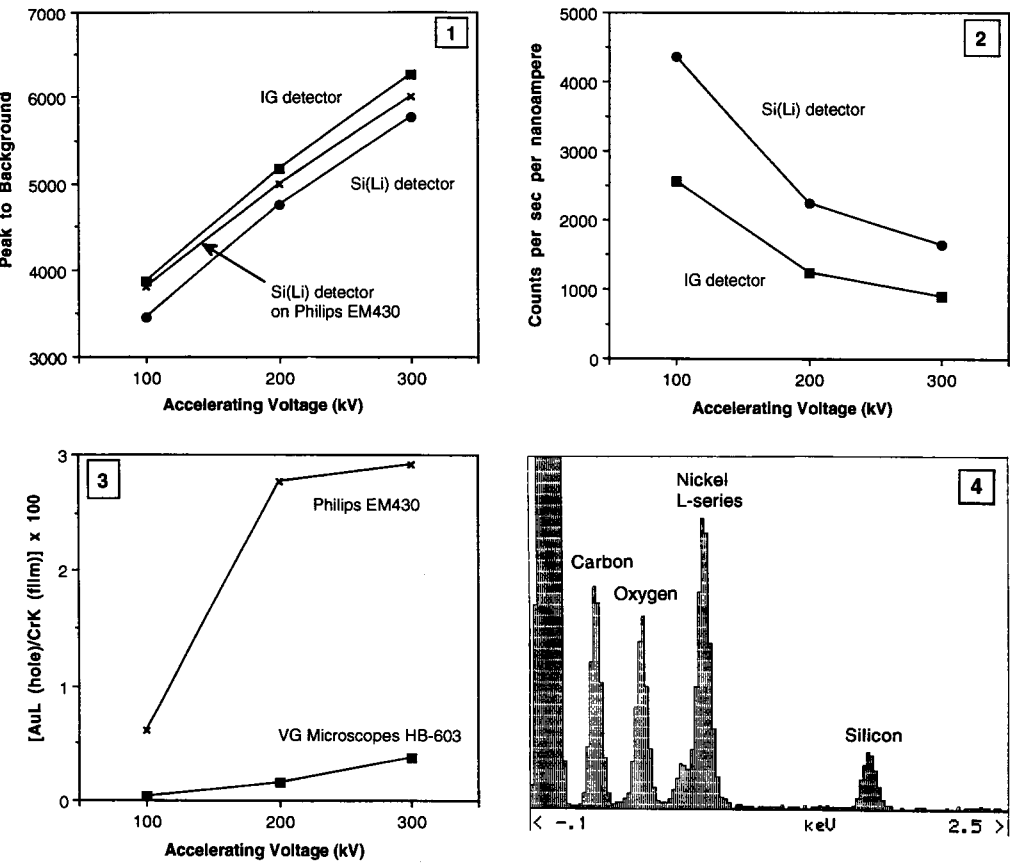 1
7000
6000
5000
4000
3000
Peak to Background
IG detector
Si(Li) detector
Si(Li) detector
on Philips EM430
100
200
300
Accelerating Voltage (kV)
2
5000
4000
3000
2000
1000
0
Counts per sec per nanoampere
Si(Li) detector
IG detector
100
200
300
Accelerating Voltage (kV)
3
3
2
1
0
[AuL (hole)/CrK (film)] x 100
Philips EM430
VG Microscopes HB-603
100
200
300
Accelerating Voltage (kV)
4
Nickel
L-series
Carbon
Oxygen
Silicon
< -.1
keV
2.5 >